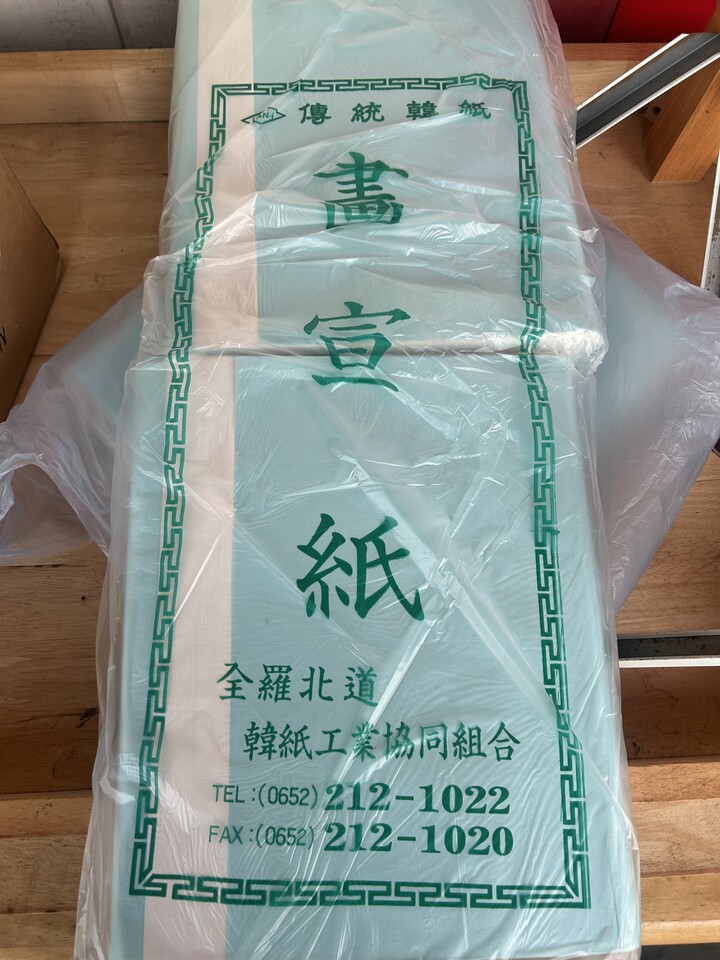 傳統韓紙
畵
宣
紙
全羅北道
韓紙工業協同組合
TEL:(0652) 212-1022
FAX:(0652) 212-1020